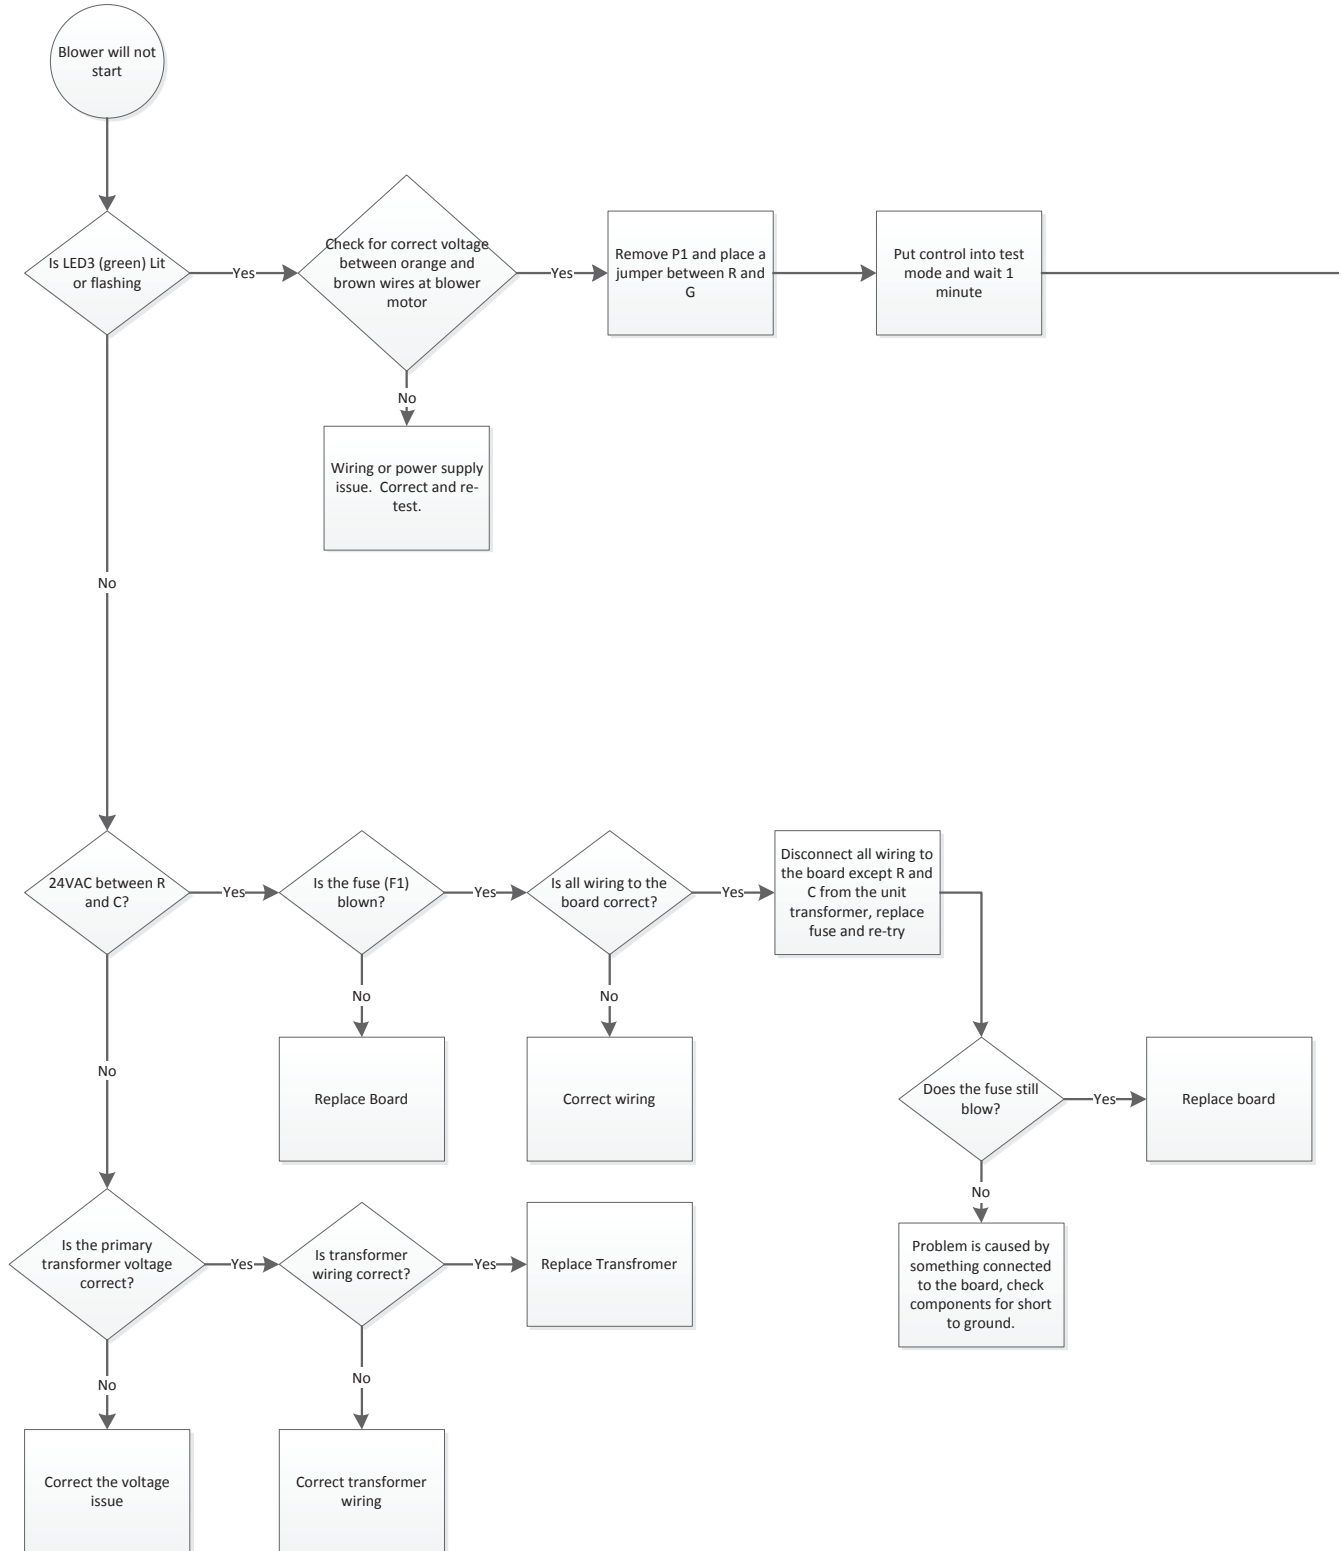 Blower will not
start
Is LED3 (green) Lit
or flashing
Yes
Check for correct voltage
between orange and
brown wires at blower
motor
Yes
Remove P1 and place a
jumper between R and
G
Put control into test
mode and wait 1
minute
No
Wiring or power supply
issue.  Correct and re-
test.
No
24VAC between R
and C?
Yes
Is the fuse (F1)
blown?
Yes
Is all wiring to the
board correct?
Yes
Disconnect all wiring to
the board except R and
C from the unit
transformer, replace
fuse and re-try
No
No
No
Replace Board
Correct wiring
Does the fuse still
blow?
Yes
Replace board
No
Is the primary
transformer voltage
correct?
Yes
Is transformer
wiring correct?
Yes
Replace Transfromer
Problem is caused by
something connected
to the board, check
components for short
to ground.
No
No
Correct the voltage
issue
Correct transformer
wiring